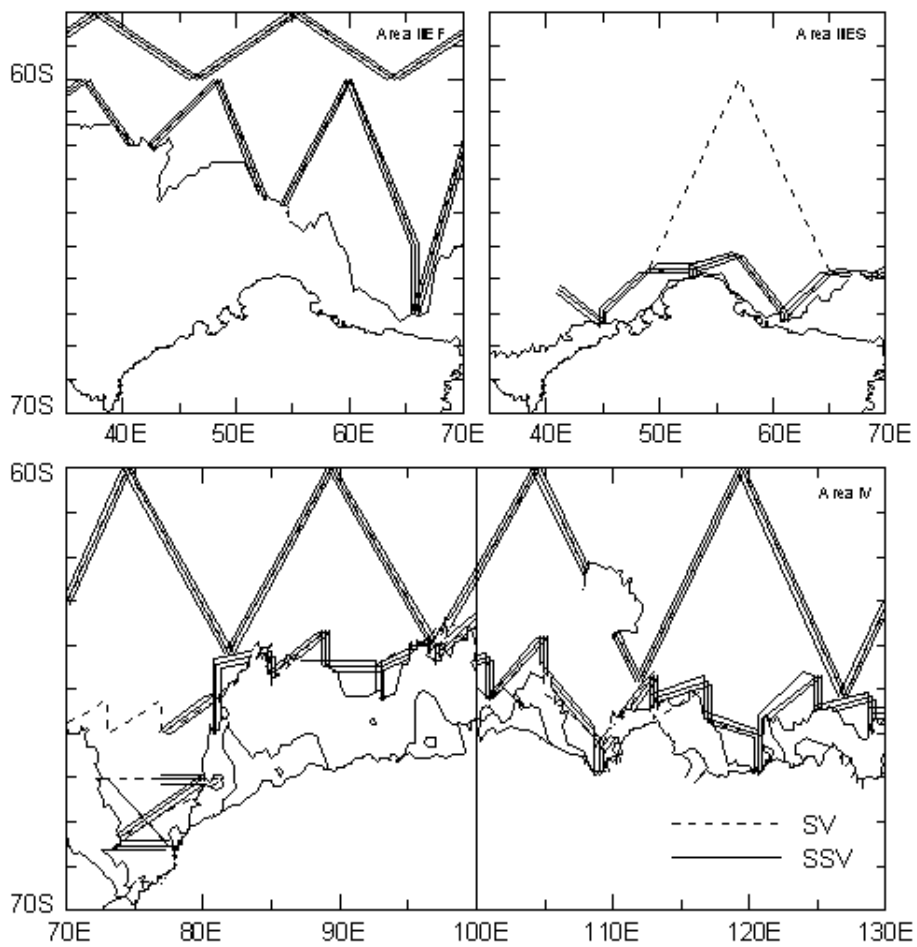 Area IIIEF
Area IIIES
60S
70S
40E 50E 60E 70E
40E 50E 60E 70E
60S
Area IV
SV
SSV
70S
70E 80E 90E 100E 110E 120E 130E